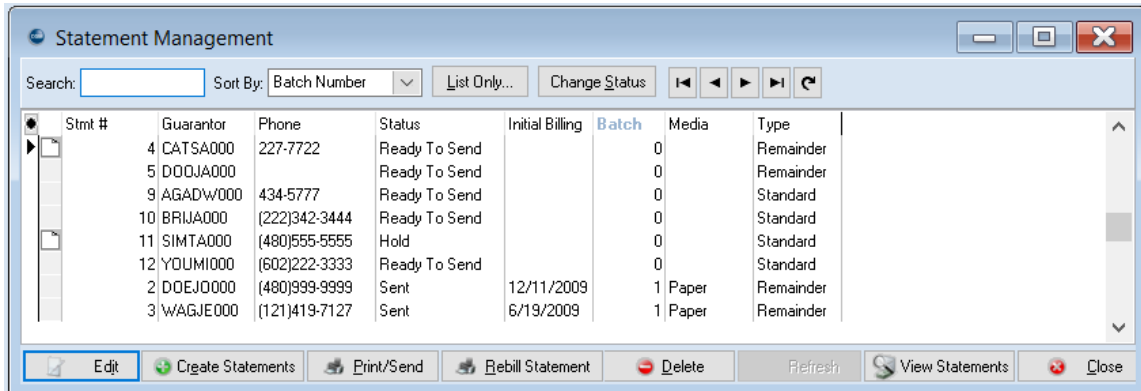 Statement Management
Search: Sort By: Batch Number List Only... Change Status
Stmt # Guarantor Phone Status Initial Billing Batch Media Type
4 CATSA000 227-7722 Ready To Send 0 Remainder
5 DOOJA000 Ready To Send 0 Remainder
9 AGADW000 434-5777 Ready To Send 0 Standard
10 BRIJA000 (222)342-3444 Ready To Send 0 Standard
11 SIMTA000 (480)555-5555 Hold 0 Standard
12 YOUMI000 (602)222-3333 Ready To Send 0 Standard
2 DOEJO000 (480)999-9999 Sent 12/11/2009 1 Paper Remainder
3 WAGJE000 (121)419-7127 Sent 6/19/2009 1 Paper Remainder
Edit Create Statements Print/Send Rebill Statement Delete Refresh View Statements Close